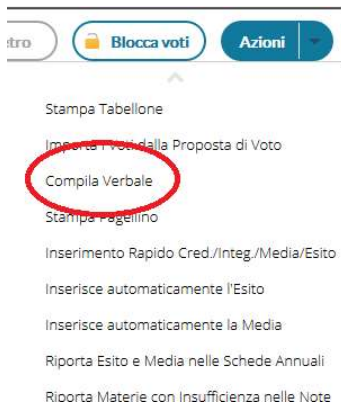 tro Blocca voti Azioni
Stampa Tabellone
Importa i Voti dalla Proposta di Voto
Compila Verbale
Stampa Pagellino
Inserimento Rapido Cred./Integ./Media/Esito
Inserisce automaticamente l'Esito
Inserisce automaticamente la Media
Riporta Esito e Media nelle Schede Annuali
Riporta Materie con Insufficienza nelle Note